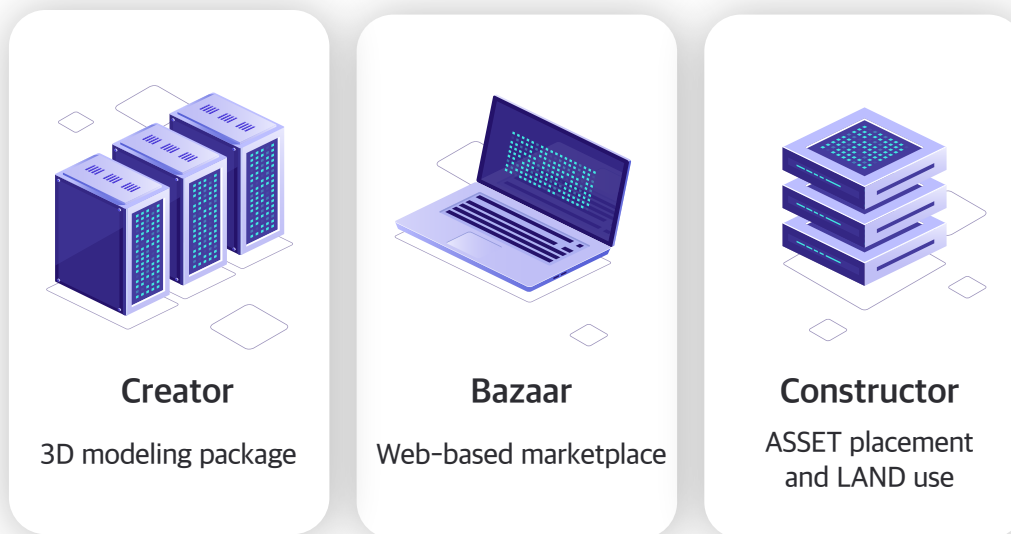 Creator
3D modeling package
Bazaar
Web-based marketplace
Constructor
ASSET placement
and LAND use